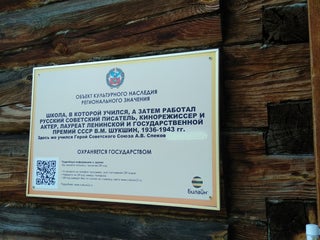 ОБЪЕКТ КУЛЬТУРНОГО НАСЛЕДИЯ
РЕГИОНАЛЬНОГО ЗНАЧЕНИЯ
ШКОЛА, В КОТОРОЙ УЧИЛСЯ, А ЗАТЕМ РАБОТАЛ
РУССКИЙ СОВЕТСКИЙ ПИСАТЕЛЬ, КИНОРЕЖИССЕР И
АКТЕР, ЛАУРЕАТ ЛЕНИНСКОЙ И ГОСУДАРСТВЕННОЙ
ПРЕМИЙ СССР В.М. ШУКШИН, 1936-1943 гг.
Здесь же учился Герой Советского Союза А.В. Спеков
ОХРАНЯЕТСЯ ГОСУДАРСТВОМ
Билайн